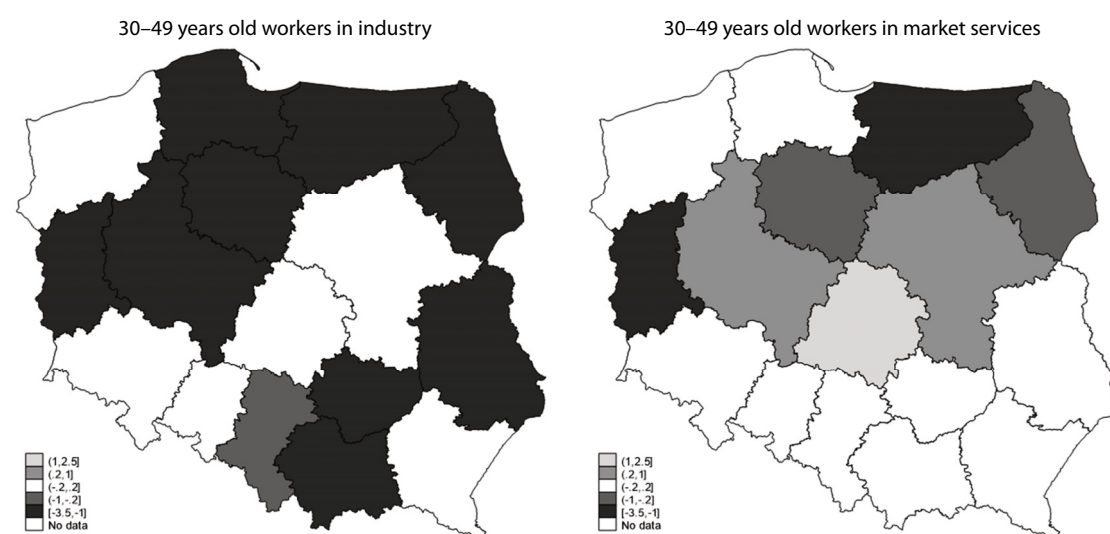 30–49 years old workers in industry
30–49 years old workers in market services
(1,2.5]
(.2,1]
(-.2,.2]
(-1,-.2]
[-3.5,-1]
No data
(1,2.5]
(.2,1]
(-.2,.2]
(-1,-.2]
[-3.5,-1]
No data